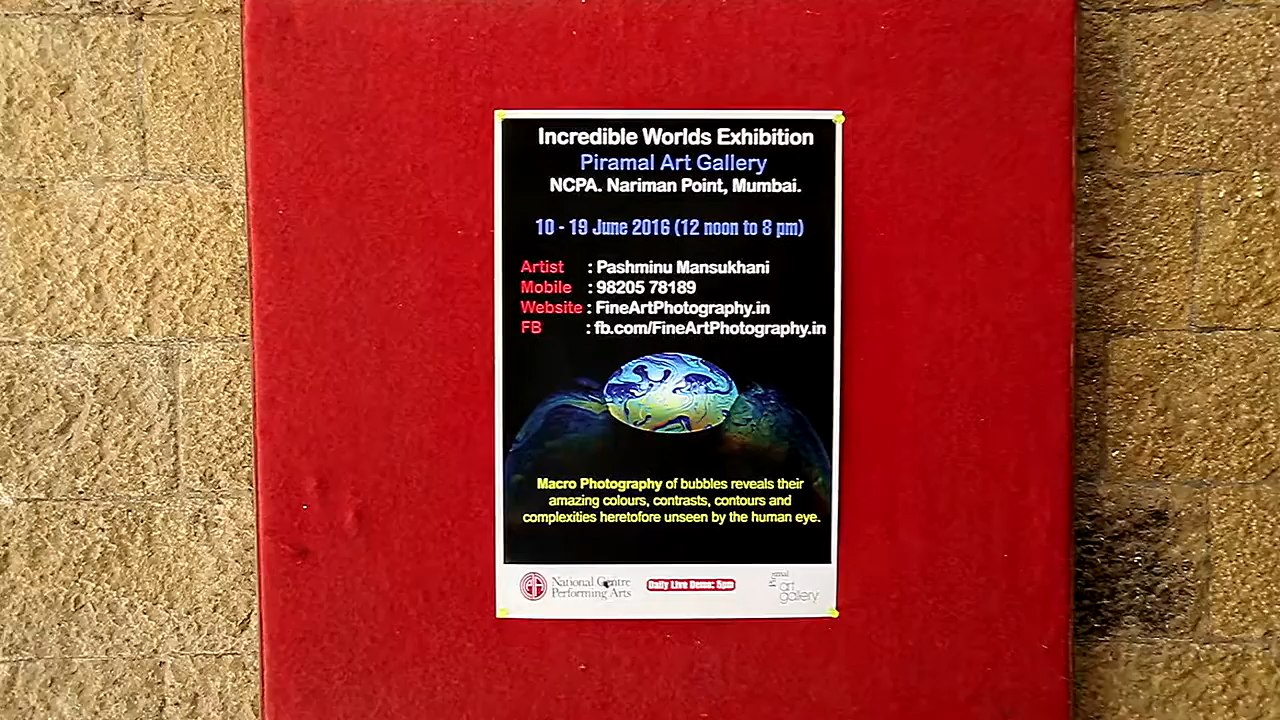 Incredible Worlds Exhibition
Piramal Art Gallery
NCPA. Nariman Point, Mumbai.
10 - 19 June 2016 (12 noon to 8 pm)
Artist : Pashminu Mansukhani
Mobile : 98205 78189
Website : FineArtPhotography.in
FB : fb.com/FineArtPhotography.in
Macro Photography of bubbles reveals their
amazing colours, contrasts, contours and
complexities heretofore unseen by the human eye.
National Centre
Performing Arts
Daily Live Demo: 5pm
art
gallery